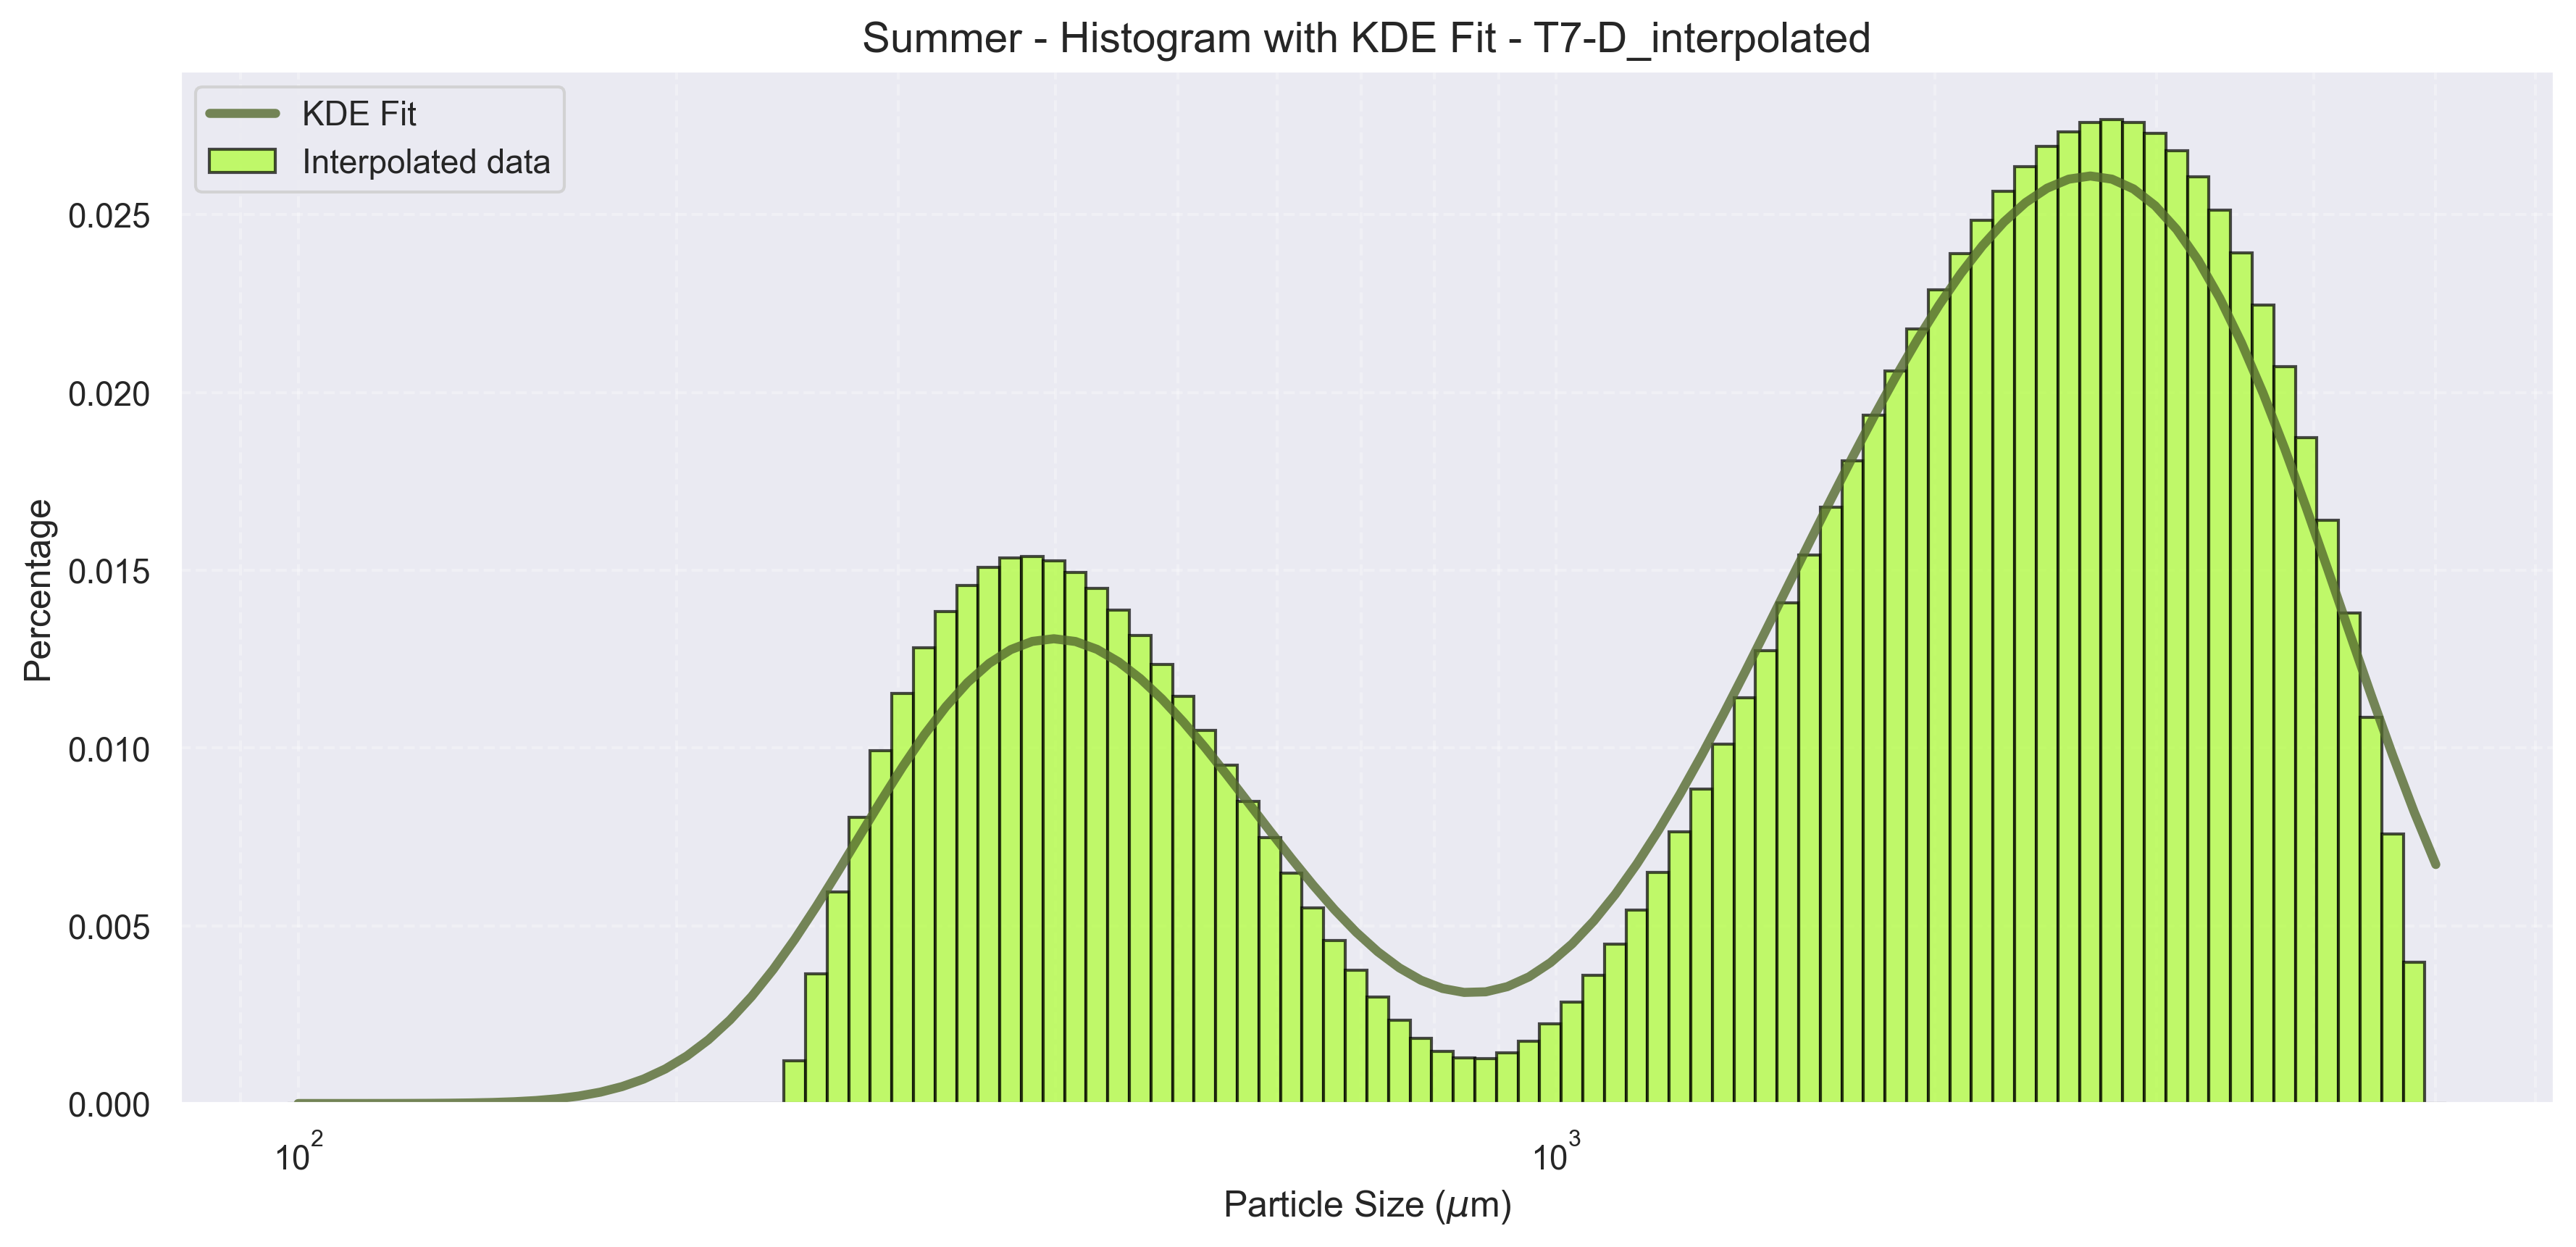 Summer - Histogram with KDE Fit - T7-D_interpolated
KDE Fit
Interpolated data
Percentage
0.025
0.020
0.015
0.010
0.005
0.000
10^2
10^3
Particle Size (μm)